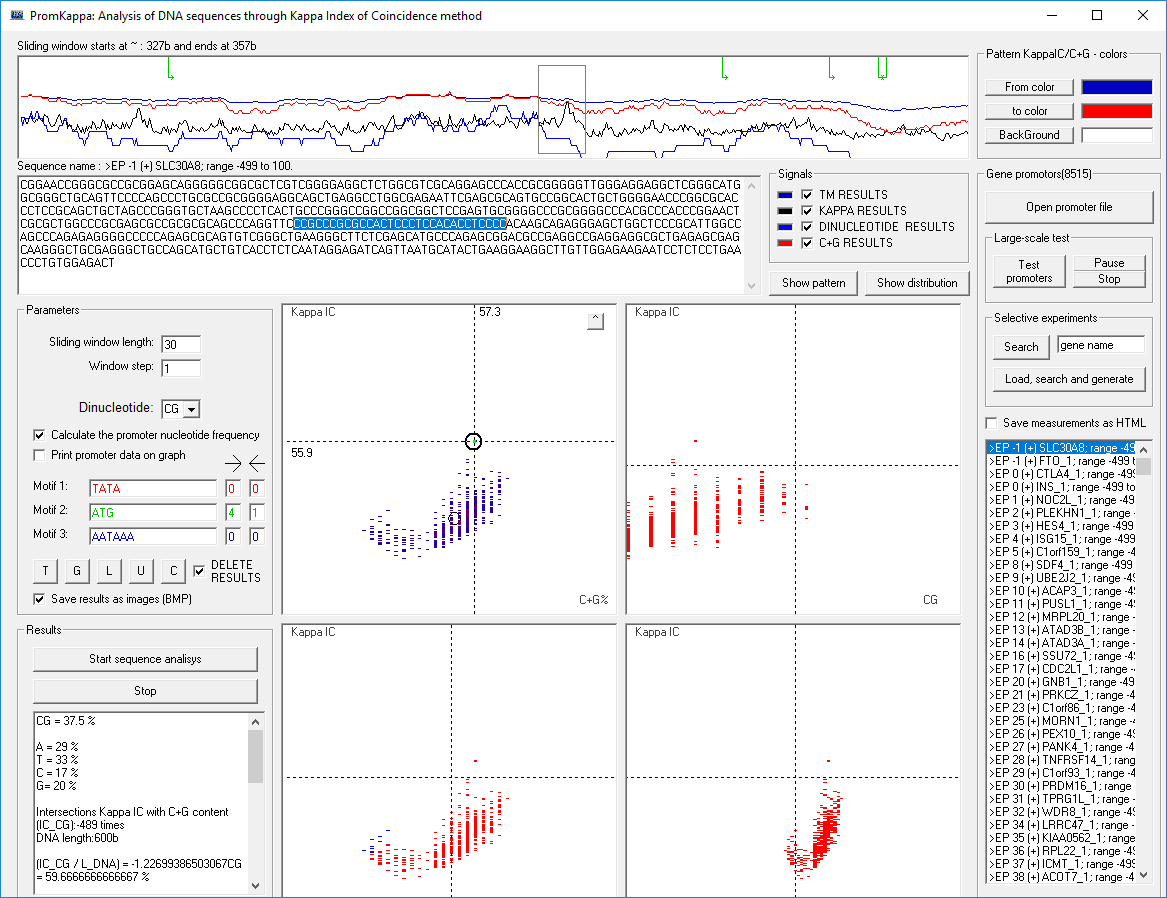 PromKappa: Analysis of DNA sequences through Kappa Index of Coincidence method
Sliding window starts at ~ : 327b and ends at 357b
Sequence name : >EP -1 (+) SLC30A8; range -499 to 100.
CGGAACCGGGCGCCGCGGAGCAGGGGGCGGCGCTCGTCGGGGAGGCTCTGGCGTCGCAGGAGCCCACCGCGGGGGTTGGGAGGAGGCTCGGGCATG
GCGGGCTGCAGTTCCCCAGCCCTGCGCCGCGGGAGGCAGCTGAGGCCTGGCGAGAATTCGAGCGCAGTGCCGGCACTGCTGGGGAACCCGGCGCAC
CCTCCGCAGCTGCTAGCCCGGGTGCTAAGCCCCTCACTGCCCGGGCCGGCCGGCGGCTCCGAGTGCGGGGCCCGCGGGGCCCACGCCCACCCGGAACT
CGCGCTGGCCCGCGAGCGCCGCGCGCAGCCCAGGTTCCCGCCCGCGCCACTCCCTCCACACCTCCCCACAAGCAGAGGGAGCTGGCTCCCGCATTGGCC
AGCCCAGAGAGGGGCCCCCAGAGCGCAGTGTCGGGCTGAAGGGCTTCTCGAGCATGCCCAGAGCGGACGCCGAGGCCGAGGAGGCGCTGAGAGCGAG
CAAGGGCTGCGAGGGCTGCCAGCATGCTGTCACCTCTCAATAGGAGATCAGTTAATGCATACTGAAGGAAGGCTTGTTGGAGAAGAATCCTCTCCTGAA
CCCTGTGGAGACT
Signals
TM RESULTS
KAPPA RESULTS
DINUCLEOTIDE RESULTS
C+G RESULTS
Show pattern
Show distribution
Parameters
Sliding window length: 30
Window step: 1
Dinucleotide: CG
Calculate the promoter nucleotide frequency
Print promoter data on graph
Motif 1: TATA 0 0
Motif 2: ATG 4 1
Motif 3: AATAAA 0 0
T G L U C DELETE
RESULTS
Save results as images (BMP)
Results
Start sequence analisys
Stop
CG = 37.5 %
A = 29 %
T = 33 %
C = 17 %
G= 20 %
Intersections Kappa IC with C+G content
(IC_CG):-489 times
DNA length:600b
(IC_CG / L_DNA) = -1.22699386503067CG
= 59.6666666666667 %
Kappa IC
57.3
55.9
C+G%
Kappa IC
CG
Kappa IC
Kappa IC
Pattern KappaIC/C+G - colors
From color
to color
BackGround
Gene promotors(8515)
Open promoter file
Large-scale test
Test
promoters
Pause
Stop
Selective experiments
Search
gene name
Load, search and generate
Save measurements as HTML
>EP -1 (+) SLC30A8; range -49
>EP -1 (+) FTO_1; range -499 t
>EP 0 (+) CTLA4_1; range -499
>EP 0 (+) INS_1; range -499 to
>EP 1 (+) NOC2L_1; range -4
>EP 2 (+) PLEKHN1_1; range -
>EP 3 (+) HES4_1; range -499
>EP 4 (+) ISG15_1; range -499
>EP 5 (+) C1orf159_1; range -4
>EP 8 (+) SDF4_1; range -499
>EP 9 (+) UBE2J2_1; range -4
>EP 10 (+) ACAP3_1; range -4
>EP 11 (+) PUSL1_1; range -49
>EP 12 (+) MRPL20_1; range -
>EP 13 (+) ATAD3B_1; range -
>EP 14 (+) ATAD3A_1; range -
>EP 16 (+) SSU72_1; range -4
>EP 17 (+) CDC2L1_1; range -
>EP 20 (+) GNB1_1; range -49
>EP 21 (+) PRKCZ_1; range -4
>EP 23 (+) C1orf86_1; range -4
>EP 25 (+) MORN1_1; range -
>EP 26 (+) PEX10_1; range -4
>EP 27 (+) PANK4_1; range -4
>EP 28 (+) TNFRSF14_1; rang
>EP 29 (+) C1orf93_1; range -4
>EP 30 (+) PRDM16_1; range
>EP 31 (+) TPRG1L_1; range -
>EP 32 (+) WDR8_1; range -4
>EP 34 (+) LRRC47_1; range -
>EP 35 (+) KIAA0562_1; range
>EP 36 (+) RPL22_1; range -4
>EP 37 (+) ICMT_1; range -499
>EP 38 (+) ACOT7_1; range -4